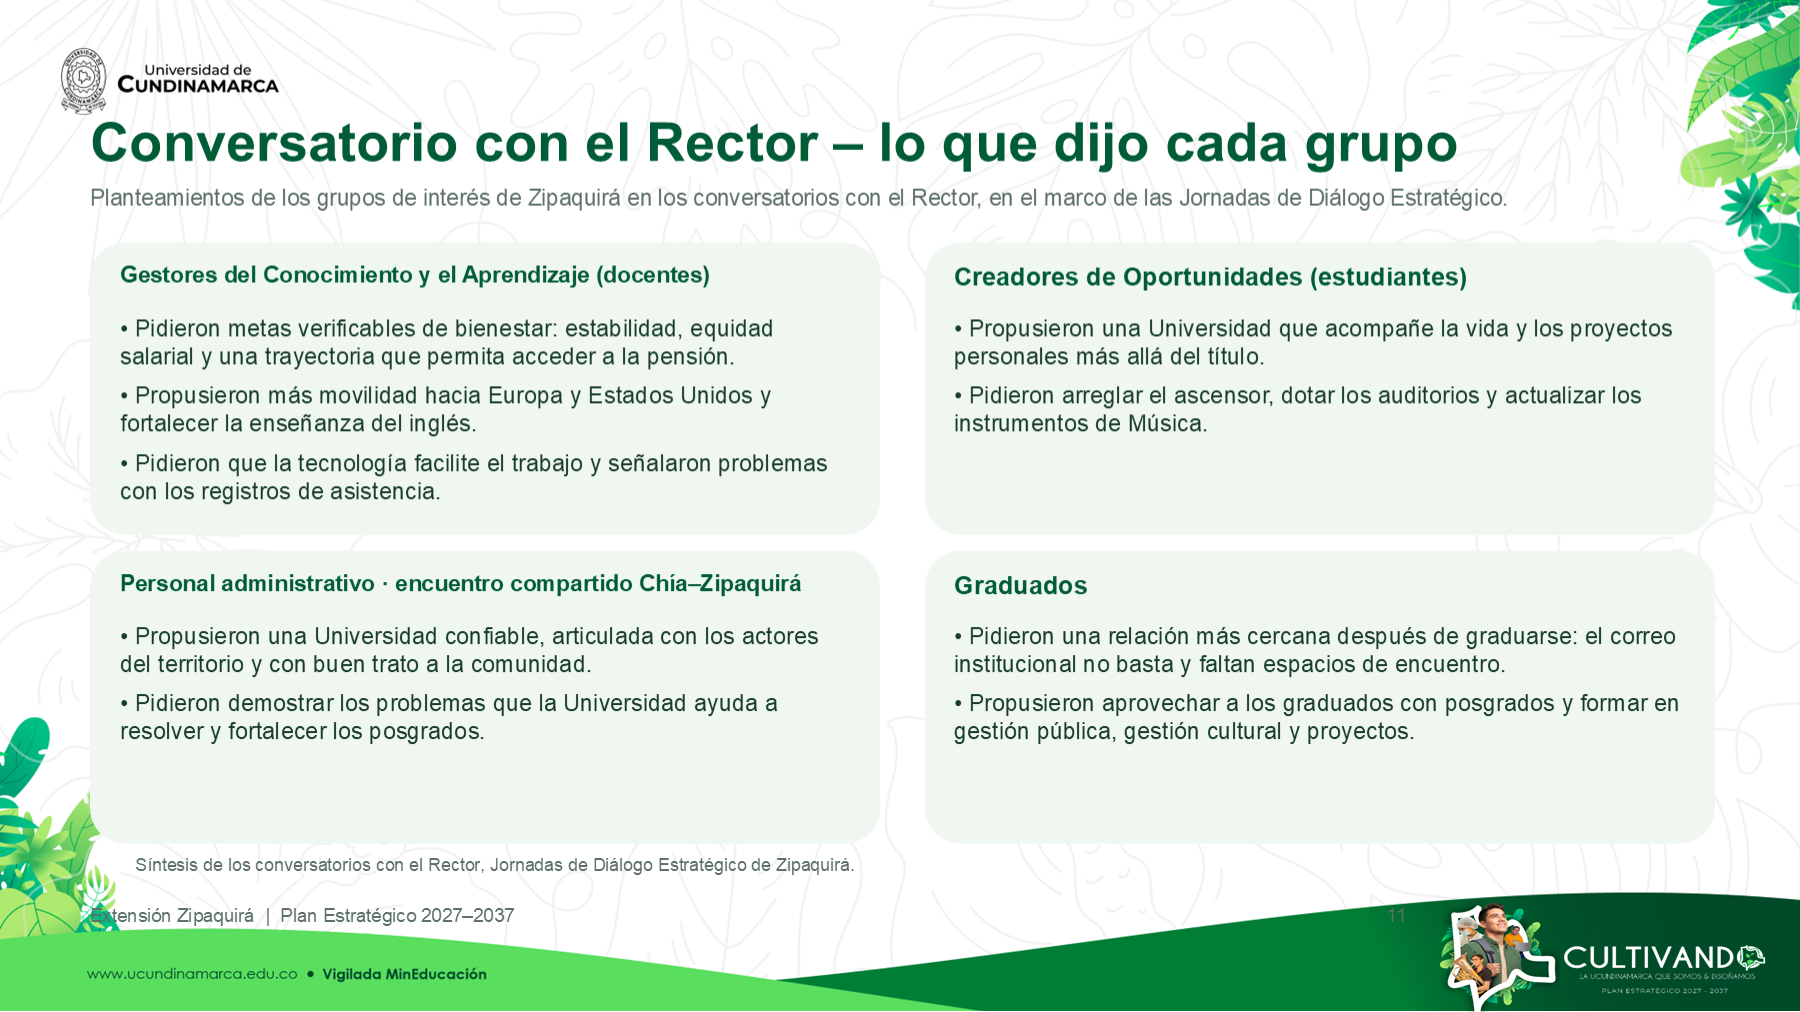 Universidad de
CUNDINAMARCA
Conversatorio con el Rector – lo que dijo cada grupo
Planteamientos de los grupos de interés de Zipaquirá en los conversatorios con el Rector, en el marco de las Jornadas de Diálogo Estratégico.
Gestores del Conocimiento y el Aprendizaje (docentes)
• Pidieron metas verificables de bienestar: estabilidad, equidad
salarial y una trayectoria que permita acceder a la pensión.
• Propusieron más movilidad hacia Europa y Estados Unidos y
fortalecer la enseñanza del inglés.
• Pidieron que la tecnología facilite el trabajo y señalaron problemas
con los registros de asistencia.
Creadores de Oportunidades (estudiantes)
• Propusieron una Universidad que acompañe la vida y los proyectos
personales más allá del título.
• Pidieron arreglar el ascensor, dotar los auditorios y actualizar los
instrumentos de Música.
Personal administrativo · encuentro compartido Chía–Zipaquirá
• Propusieron una Universidad confiable, articulada con los actores
del territorio y con buen trato a la comunidad.
• Pidieron demostrar los problemas que la Universidad ayuda a
resolver y fortalecer los posgrados.
Graduados
• Pidieron una relación más cercana después de graduarse: el correo
institucional no basta y faltan espacios de encuentro.
• Propusieron aprovechar a los graduados con posgrados y formar en
gestión pública, gestión cultural y proyectos.
Síntesis de los conversatorios con el Rector, Jornadas de Diálogo Estratégico de Zipaquirá.
Extensión Zipaquirá | Plan Estratégico 2027–2037
11
www.ucundinamarca.edu.co • Vigilada MinEducación
CULTIVANDO
LA UCUNDINAMARCA QUE SOMOS & DISOÑAMOS
PLAN ESTRATÉGICO 2027 - 2037